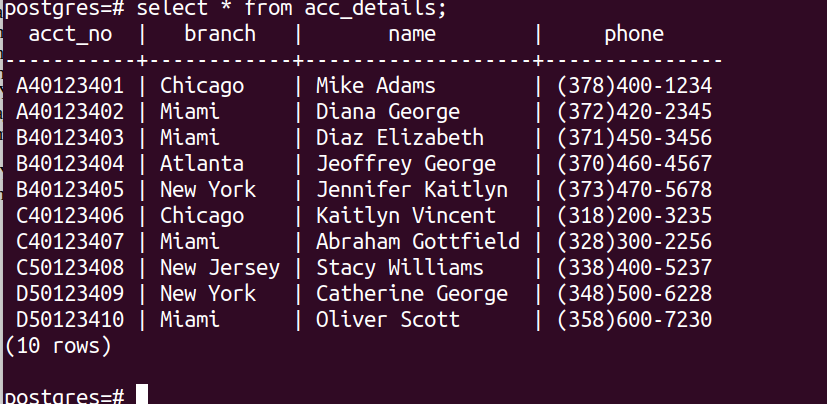 postgres=# select * from acc_details;
acct_no | branch | name | phone
-----------+------------+-------------------+---------------
A40123401 | Chicago | Mike Adams | (378)400-1234
A40123402 | Miami | Diana George | (372)420-2345
B40123403 | Miami | Diaz Elizabeth | (371)450-3456
B40123404 | Atlanta | Jeoffrey George | (370)460-4567
B40123405 | New York | Jennifer Kaitlyn | (373)470-5678
C40123406 | Chicago | Kaitlyn Vincent | (318)200-3235
C40123407 | Miami | Abraham Gottfield | (328)300-2256
C50123408 | New Jersey | Stacy Williams | (338)400-5237
D50123409 | New York | Catherine George | (348)500-6228
D50123410 | Miami | Oliver Scott | (358)600-7230
(10 rows)
postgres=#